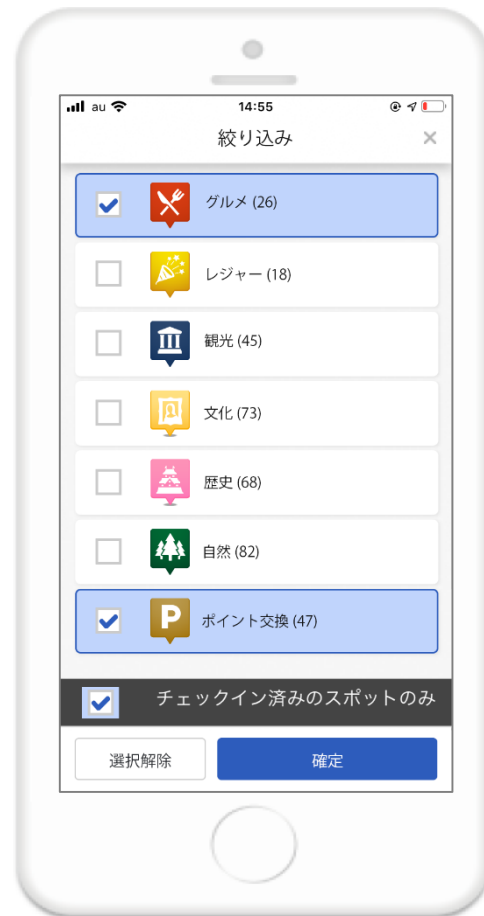 au 14:55
絞り込み ×
グルメ (26)
レジャー (18)
観光 (45)
文化 (73)
歴史 (68)
自然 (82)
P ポイント交換 (47)
チェックイン済みのスポットのみ
選択解除 確定